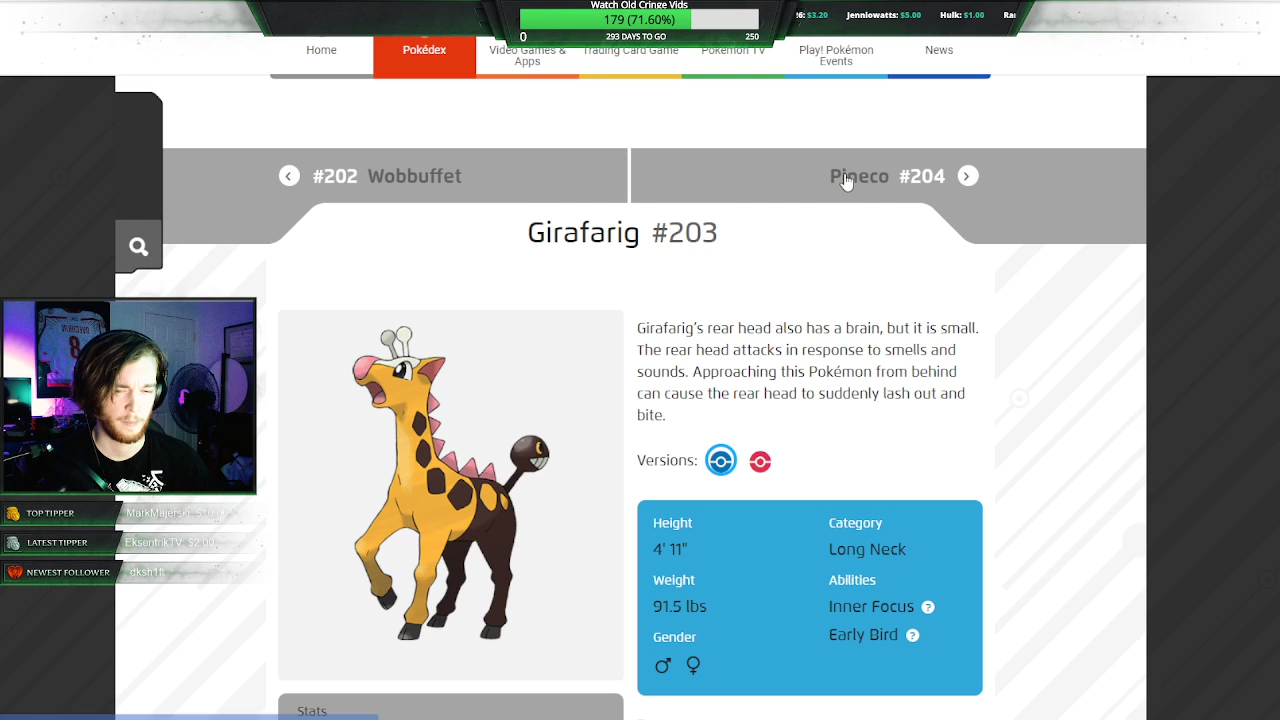 Watch Old Cringe Vids
179 (71.60%)
0
293 DAYS TO GO
250
$3.20
Jenniowatts: $5.00
Hulk: $1.00
Home
Pokédex
Video Games &
Apps
Trading Card Game
Pokémon TV
Play! Pokémon
Events
News
#202 Wobbuffet
Pineco #204
Girafarig #203
Girafarig's rear head also has a brain, but it is small.
The rear head attacks in response to smells and
sounds. Approaching this Pokémon from behind
can cause the rear head to suddenly lash out and
bite.
Versions:
Height
4' 11"
Category
Long Neck
Weight
91.5 lbs
Abilities
Inner Focus
Early Bird
Gender
TOP TIPPER
LATEST TIPPER
EksentrikTV: $2.00
NEWEST FOLLOWER
Stats